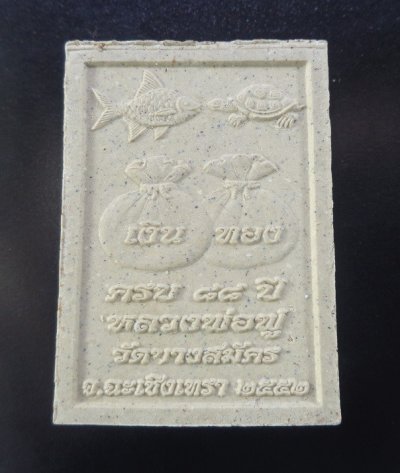 เงิน ทอง
ครบ ๘๘ ปี
หลวงพ่อฟู
วัดบางสมัคร
จ.ฉะเชิงเทรา ๒๕๕๒